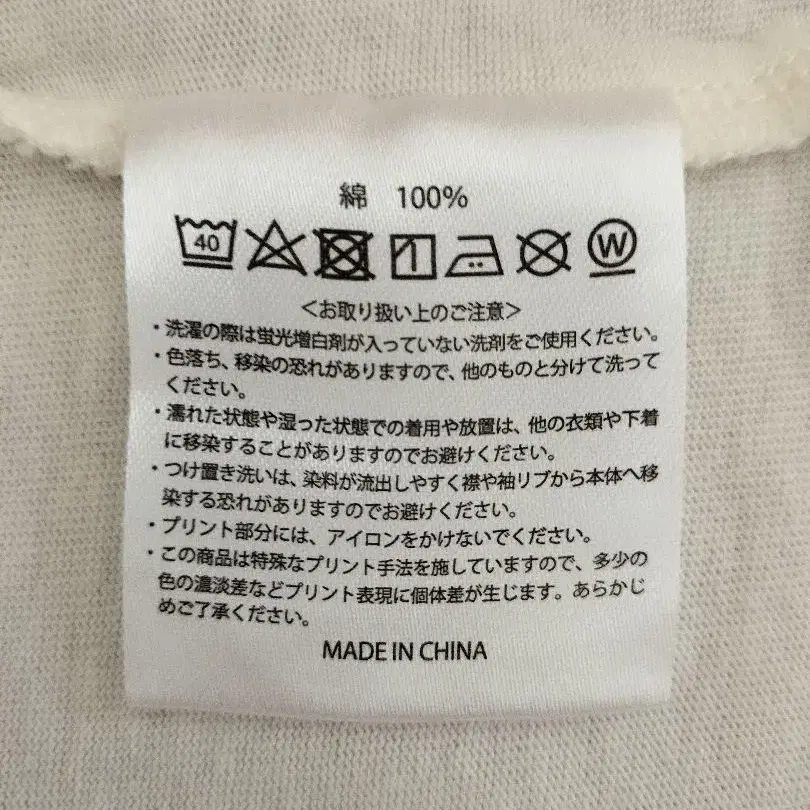 綿 100%
40 W
＜お取り扱い上のご注意＞
・洗濯の際は蛍光増白剤が入っていない洗剤をご使用ください。
・色落ち、移染の恐れがありますので、他のものと分けて洗って
ください。
・濡れた状態や湿った状態での着用や放置は、他の衣類や下着
に移染することがありますのでお避けください。
・つけ置き洗いは、染料が流出しやすく襟や袖リブから本体へ移
染する恐れがありますのでお避けください。
・プリント部分には、アイロンをかけないでください。
・この商品は特殊なプリント手法を施していますので、多少の
色の濃淡差などプリント表現に個体差が生じます。あらかじ
めご了承ください。
MADE IN CHINA